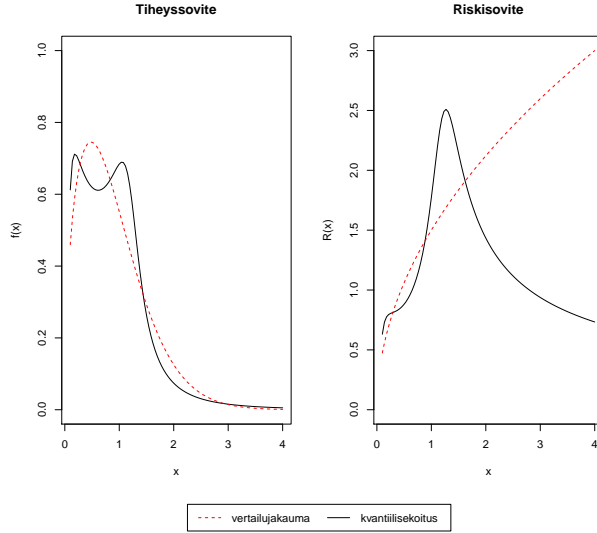 Tiheyssovite
Riskisovite
f(x)
0.0 0.2 0.4 0.6 0.8 1.0
0 1 2 3 4
x
R(x)
0.0 0.5 1.0 1.5 2.0 2.5 3.0
0 1 2 3 4
x
vertailujakauma kvantiilisekoitus